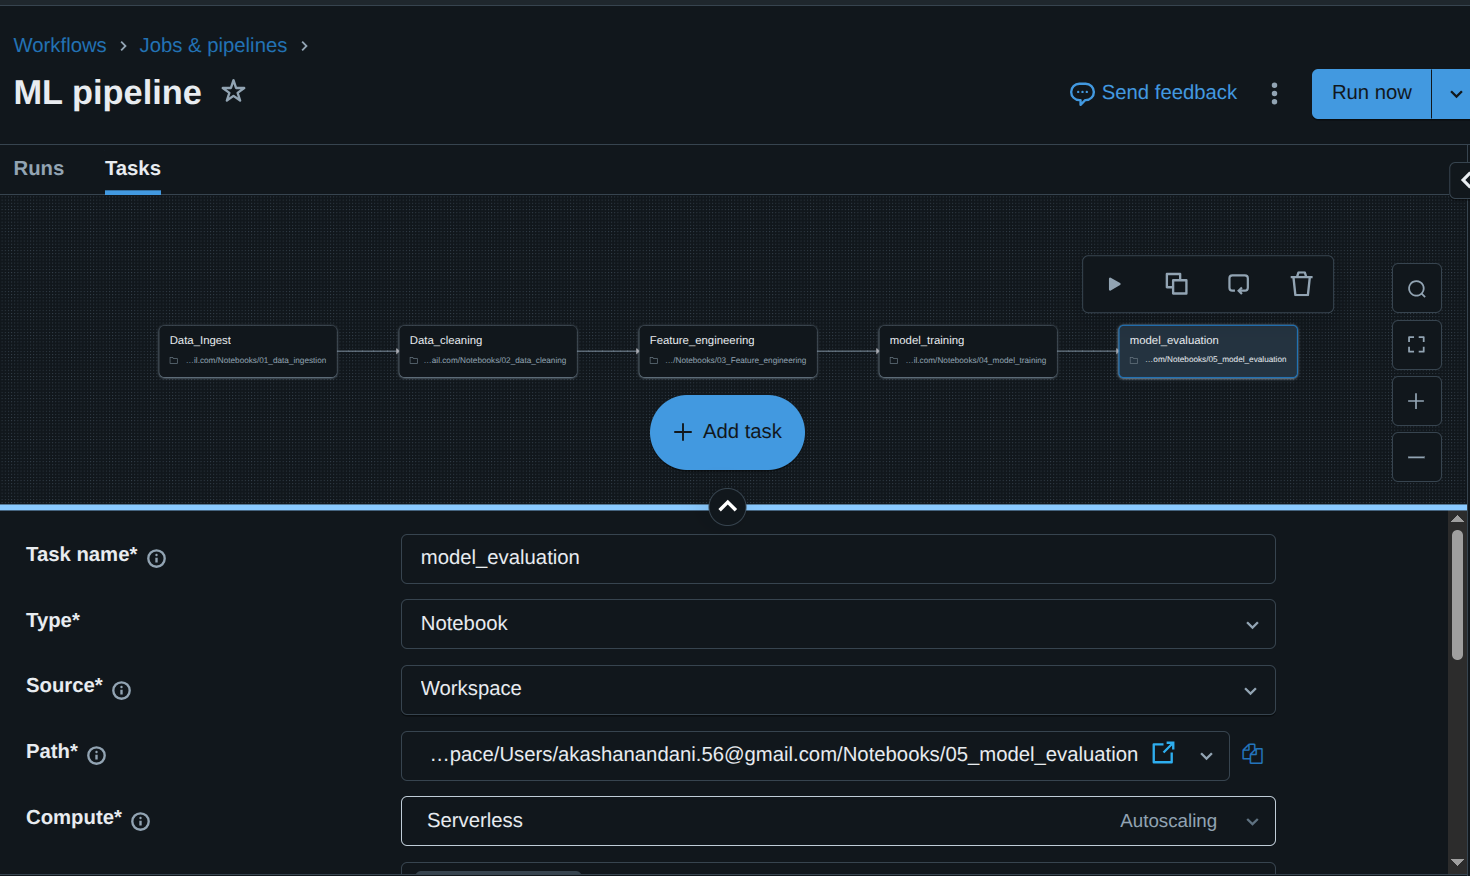 Workflows > Jobs & pipelines >
ML pipeline
Send feedback
Run now
Runs Tasks
Data_Ingest
...il.com/Notebooks/01_data_ingestion
Data_cleaning
...ail.com/Notebooks/02_data_cleaning
Feature_engineering
.../Notebooks/03_Feature_engineering
model_training
...il.com/Notebooks/04_model_training
model_evaluation
...om/Notebooks/05_model_evaluation
+ Add task
Task name* model_evaluation
Type* Notebook
Source* Workspace
Path* ...pace/Users/akashanandani.56@gmail.com/Notebooks/05_model_evaluation
Compute* Serverless Autoscaling